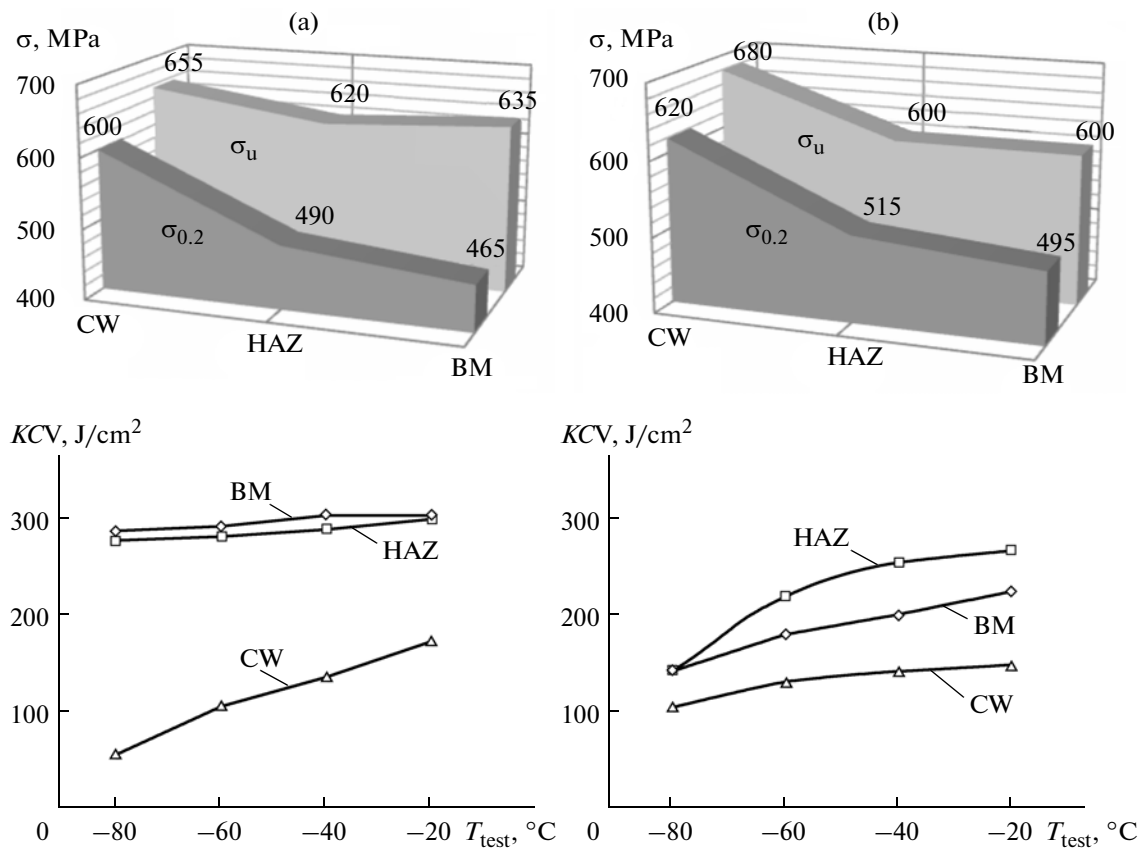 (a)
σ, MPa
700
600
500
400
655
620
635
600
490
465
σu
σ0.2
CW
HAZ
BM
(b)
σ, MPa
700
600
500
400
680
600
600
620
515
495
σu
σ0.2
CW
HAZ
BM
KCV, J/cm²
300
200
100
0
BM
HAZ
CW
−80
−60
−40
−20
Ttest, °C
KCV, J/cm²
300
200
100
0
HAZ
BM
CW
−80
−60
−40
−20
Ttest, °C